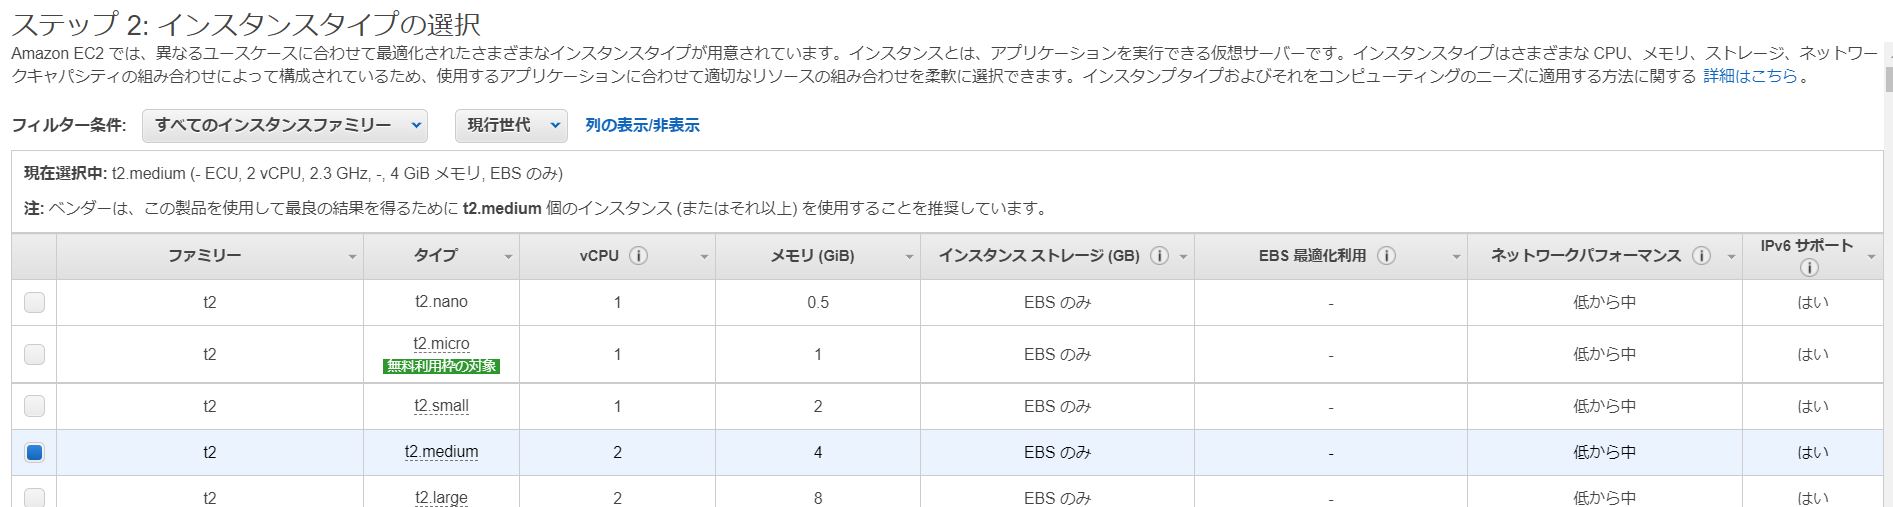 ステップ 2: インスタンスタイプの選択
Amazon EC2 では、異なるユースケースに合わせて最適化されたさまざまなインスタンスタイプが用意されています。インスタンスとは、アプリケーションを実行できる仮想サーバーです。インスタンスタイプはさまざまな CPU、メモリ、ストレージ、ネットワー
クキャパシティの組み合わせによって構成されているため、使用するアプリケーションに合わせて適切なリソースの組み合わせを柔軟に選択できます。インスタンプタイプおよびそれをコンピューティングのニーズに適用する方法に関する 詳細はこちら。
フィルター条件: すべてのインスタンスファミリー 現行世代 列の表示/非表示
現在選択中: t2.medium (- ECU, 2 vCPU, 2.3 GHz, -, 4 GiB メモリ, EBS のみ)
注: ベンダーは、この製品を使用して最良の結果を得るために t2.medium 個のインスタンス (またはそれ以上) を使用することを推奨しています。
ファミリー タイプ vCPU メモリ (GiB) インスタンス ストレージ (GB) EBS 最適化利用 ネットワークパフォーマンス IPv6 サポート
t2 t2.nano 1 0.5 EBS のみ - 低から中 はい
t2 t2.micro 1 1 EBS のみ - 低から中 はい
無料利用枠の対象
t2 t2.small 1 2 EBS のみ - 低から中 はい
t2 t2.medium 2 4 EBS のみ - 低から中 はい
t2 t2.large 2 8 EBS のみ - 低から中 はい